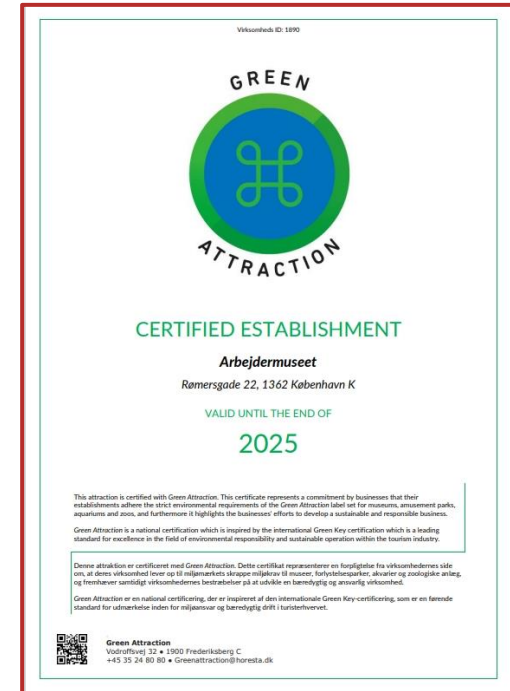 Virksomheds ID: 1890
GREEN
ATTRACTION
CERTIFIED ESTABLISHMENT
Arbejdermuseet
Rømersgade 22, 1362 København K
VALID UNTIL THE END OF
2025
This attraction is certified with Green Attraction. This certificate represents a commitment by businesses that their
establishments adhere the strict environmental requirements of the Green Attraction label set for museums, amusement parks,
aquariums and zoos, and furthermore it highlights the businesses' efforts to develop a sustainable and responsible business.
Green Attraction is a national certification which is inspired by the international Green Key certification which is a leading
standard for excellence in the field of environmental responsibility and sustainable operation within the tourism industry.
Denne attraktion er certificeret med Green Attraction. Dette certifikat repræsenterer en forpligtelse fra virksomhedernes side
om, at deres virksomhed lever op til miljømærkets skrappe miljøkrav til museer, forlystelsesparker, akvarier og zoologiske anlæg,
og fremhæver samtidigt virksomhedernes bestræbelser på at udvikle en bæredygtig og ansvarlig virksomhed.
Green Attraction er en national certificering, der er inspireret af den internationale Green Key-certificering, som er en førende
standard for udmærkelse inden for miljøansvar og bæredygtig drift i turisterhvervet.
Green Attraction
Vodroffsvej 32 • 1900 Frederiksberg C
+45 35 24 80 80 • Greenattraction@horesta.dk